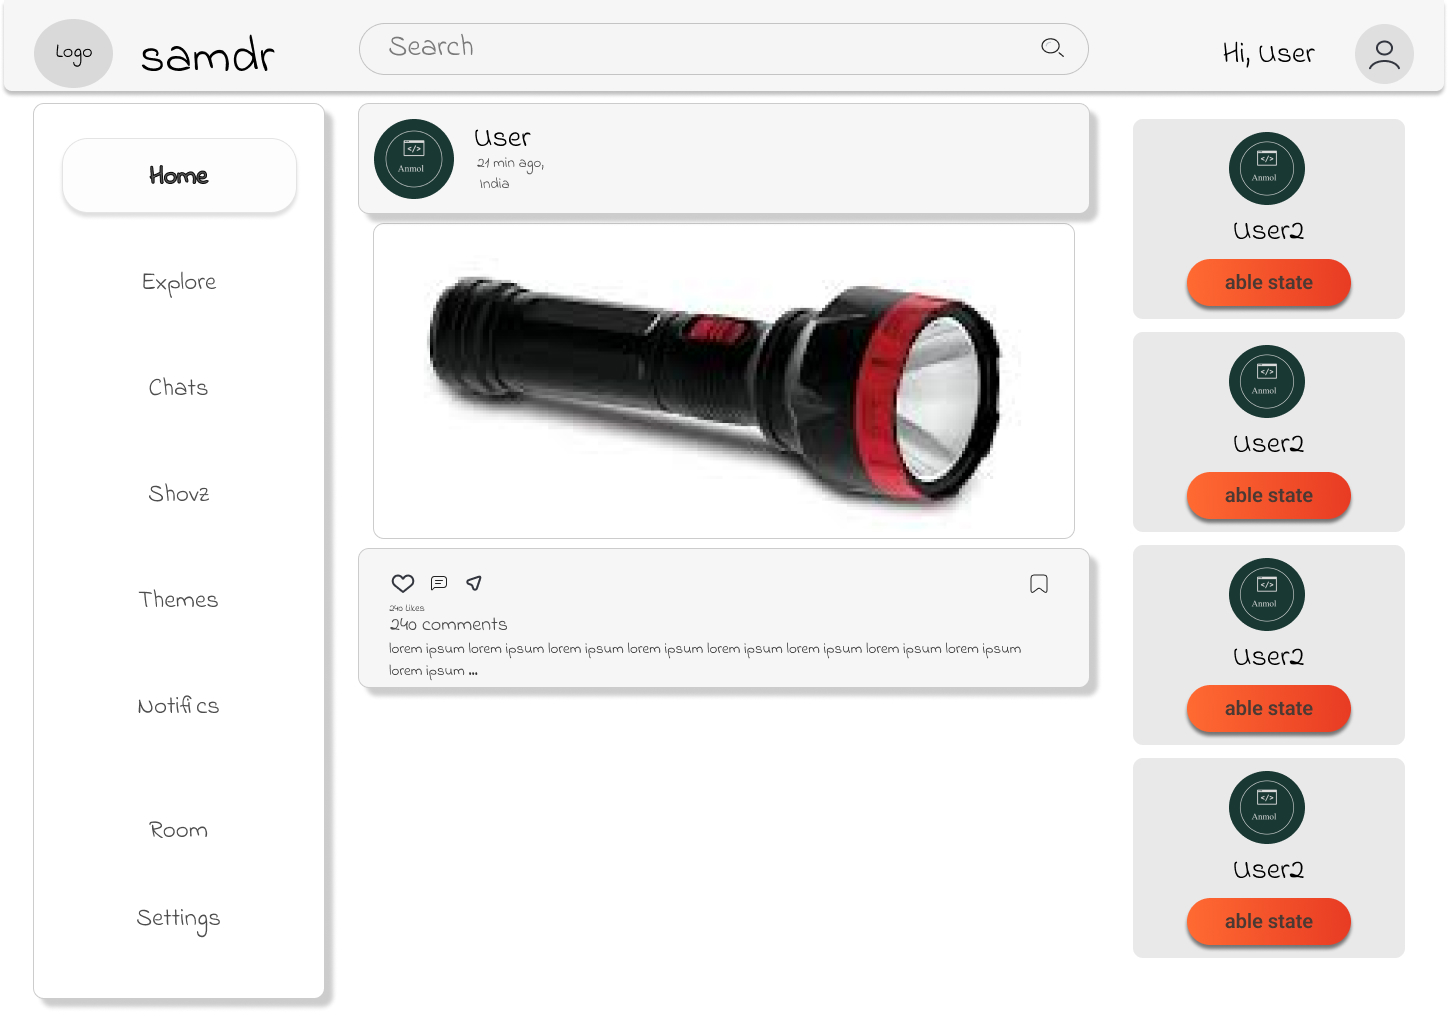 Logo
samdr
Search
Hi, User
Home
Explore
Chats
Shovz
Themes
Notifi cs
Room
Settings
Anmol
User
21 min ago,
India
240 likes
240 comments
lorem ipsum lorem ipsum lorem ipsum lorem ipsum lorem ipsum lorem ipsum lorem ipsum lorem ipsum
lorem ipsum ...
</> 
Anmol
User2
able state
</> 
Anmol
User2
able state
</> 
Anmol
User2
able state
</> 
Anmol
User2
able state